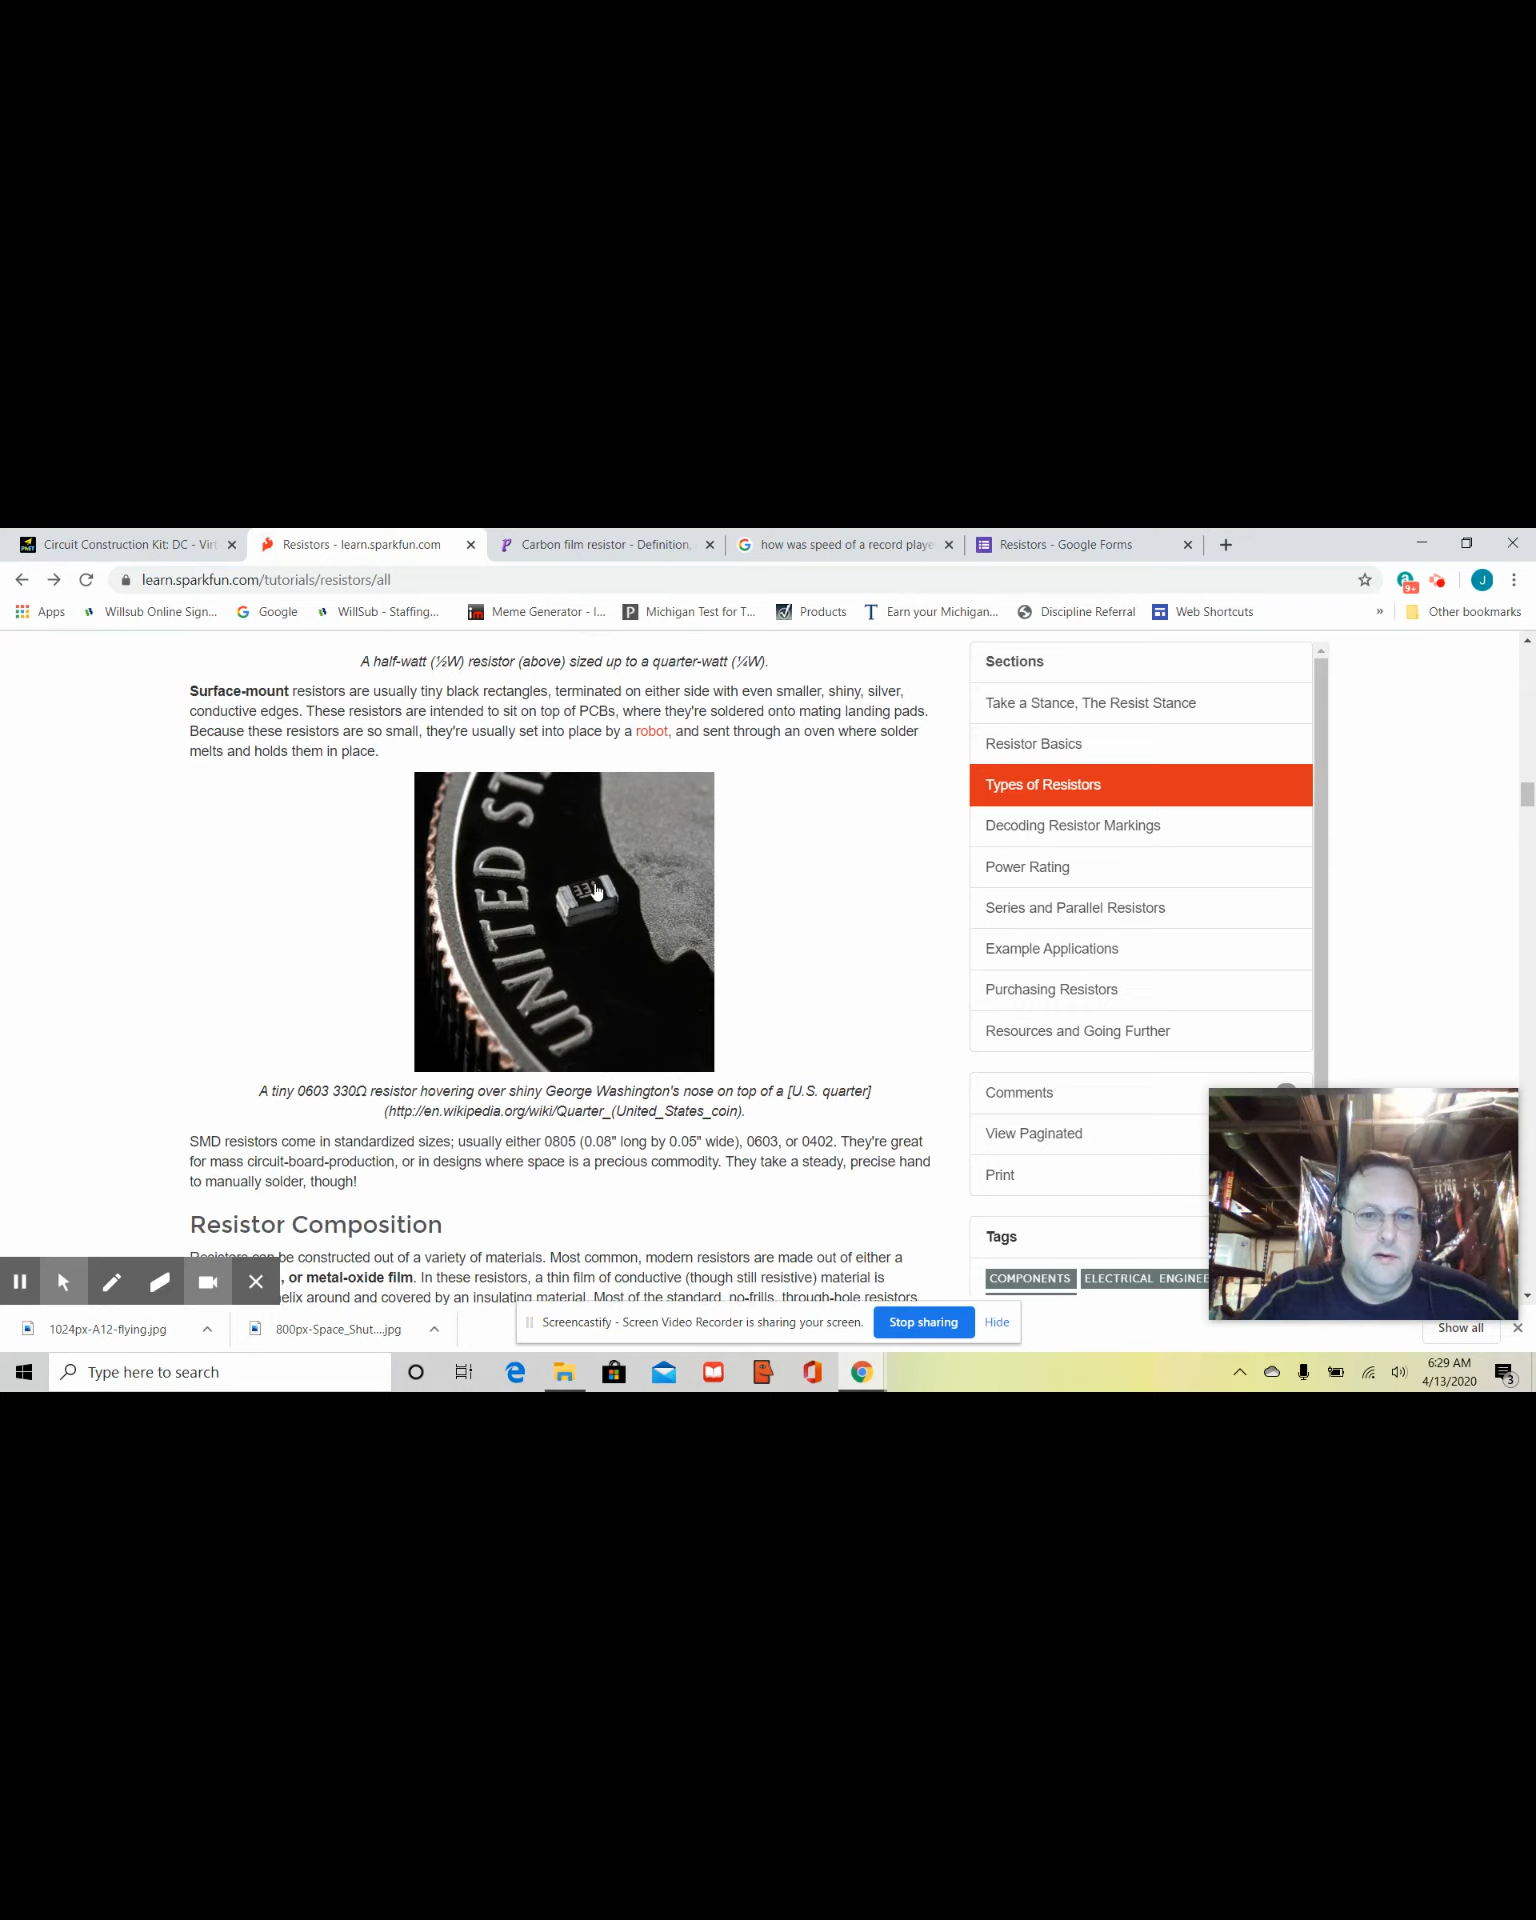 Circuit Construction Kit: DC - Virt
Resistors - learn.sparkfun.com
Carbon film resistor - Definition,
how was speed of a record playe
Resistors - Google Forms
learn.sparkfun.com/tutorials/resistors/all
9+
J
Apps
Willsub Online Sign...
Google
WillSub - Staffing...
Meme Generator - I...
Michigan Test for T...
Products
Earn your Michigan...
Discipline Referral
Web Shortcuts
»
Other bookmarks
A half-watt (½W) resistor (above) sized up to a quarter-watt (¼W).
Surface-mount resistors are usually tiny black rectangles, terminated on either side with even smaller, shiny, silver,
conductive edges. These resistors are intended to sit on top of PCBs, where they're soldered onto mating landing pads.
Because these resistors are so small, they're usually set into place by a robot, and sent through an oven where solder
melts and holds them in place.
UNITED ST
A tiny 0603 330Ω resistor hovering over shiny George Washington's nose on top of a [U.S. quarter]
(http://en.wikipedia.org/wiki/Quarter_(United_States_coin).
SMD resistors come in standardized sizes; usually either 0805 (0.08" long by 0.05" wide), 0603, or 0402. They're great
for mass circuit-board-production, or in designs where space is a precious commodity. They take a steady, precise hand
to manually solder, though!
Resistor Composition
Resistors can be constructed out of a variety of materials. Most common, modern resistors are made out of either a
, or metal-oxide film. In these resistors, a thin film of conductive (though still resistive) material is
helix around and covered by an insulating material. Most of the standard, no-frills, through-hole resistors
Sections
Take a Stance, The Resist Stance
Resistor Basics
Types of Resistors
Decoding Resistor Markings
Power Rating
Series and Parallel Resistors
Example Applications
Purchasing Resistors
Resources and Going Further
Comments
View Paginated
Print
Tags
COMPONENTS
ELECTRICAL ENGINEE
1024px-A12-flying.jpg
800px-Space_Shut....jpg
Screencastify - Screen Video Recorder is sharing your screen.
Stop sharing
Hide
Show all
Type here to search
6:29 AM
4/13/2020
3